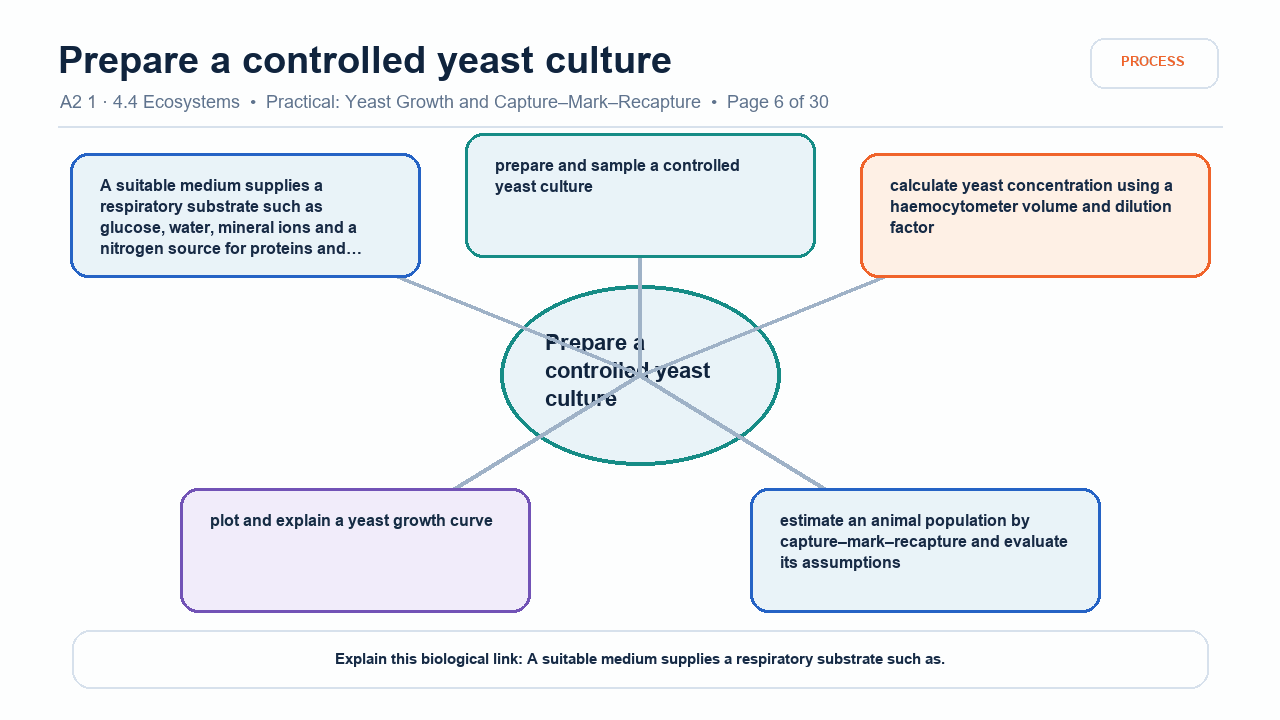 Prepare a controlled yeast culture
PROCESS
A2 1 · 4.4 Ecosystems • Practical: Yeast Growth and Capture–Mark–Recapture • Page 6 of 30
A suitable medium supplies a
respiratory substrate such as
glucose, water, mineral ions and a
nitrogen source for proteins and…
prepare and sample a controlled
yeast culture
calculate yeast concentration using a
haemocytometer volume and dilution
factor
Prepare a
controlled yeast
culture
plot and explain a yeast growth curve
estimate an animal population by
capture–mark–recapture and evaluate
its assumptions
Explain this biological link: A suitable medium supplies a respiratory substrate such as.